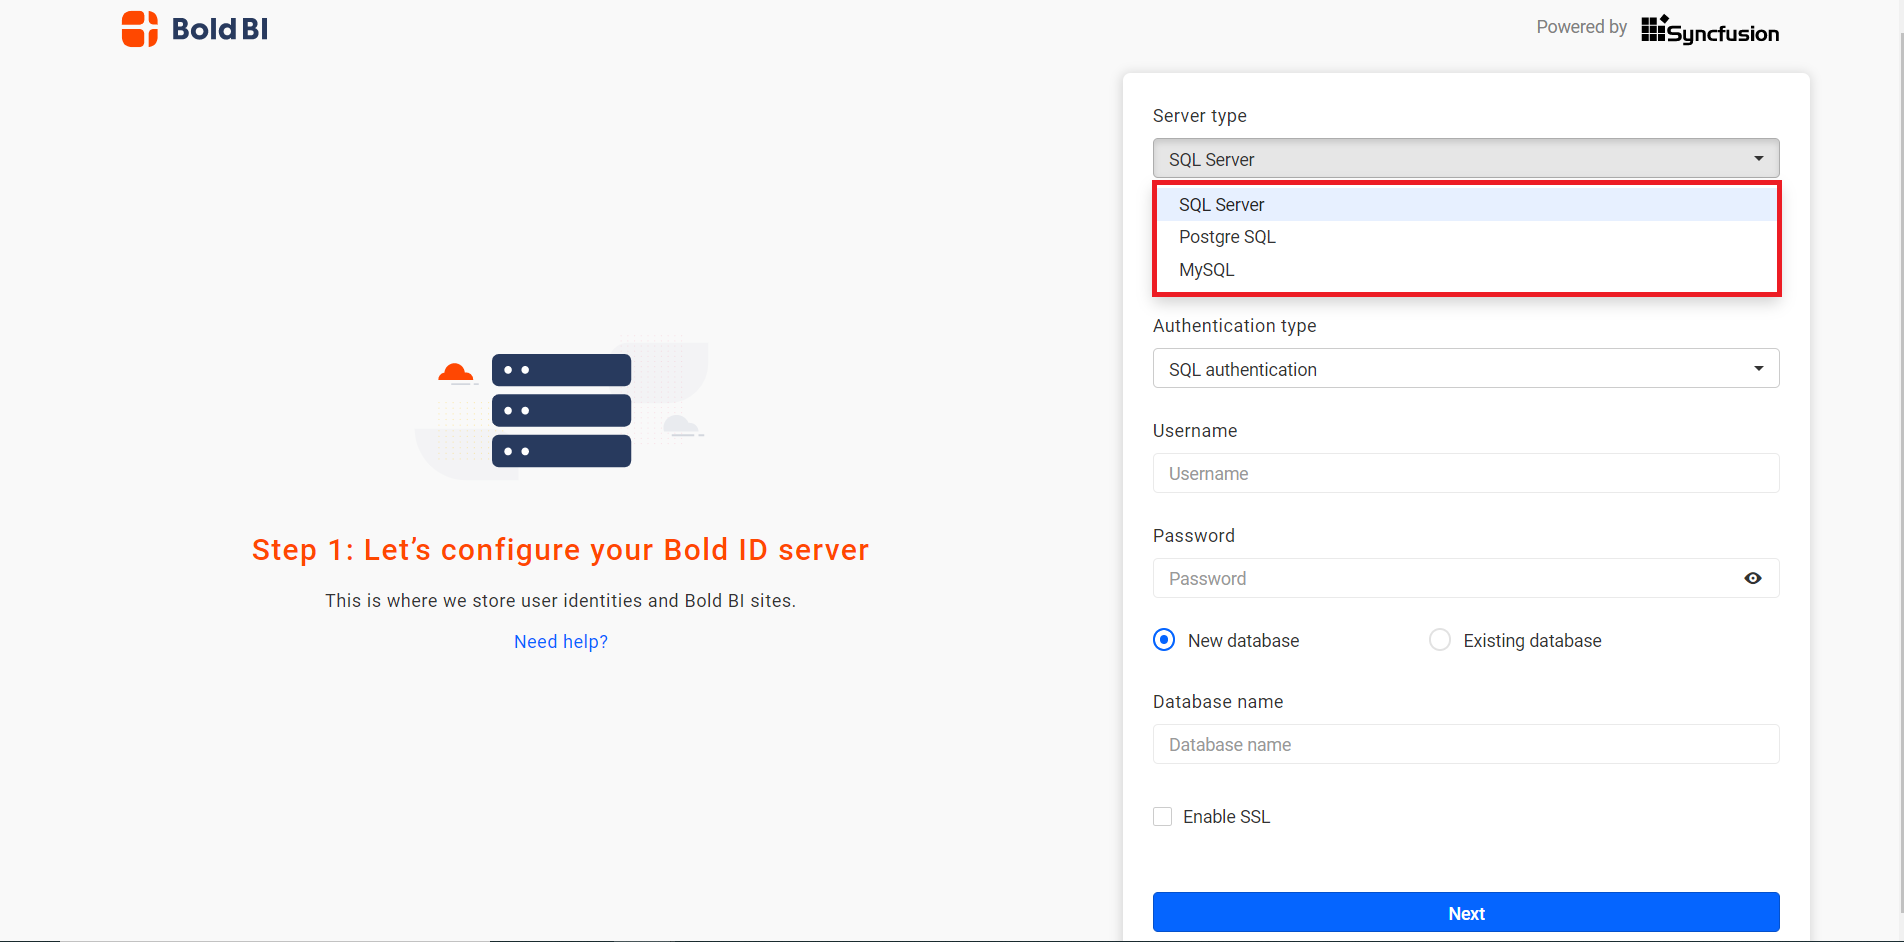 Bold BI
Powered by Syncfusion
Server type
SQL Server
SQL Server
Postgre SQL
MySQL
Authentication type
SQL authentication
Username
Username
Password
Password
New database Existing database
Database name
Database name
Enable SSL
Next
Step 1: Let’s configure your Bold ID server
This is where we store user identities and Bold BI sites.
Need help?